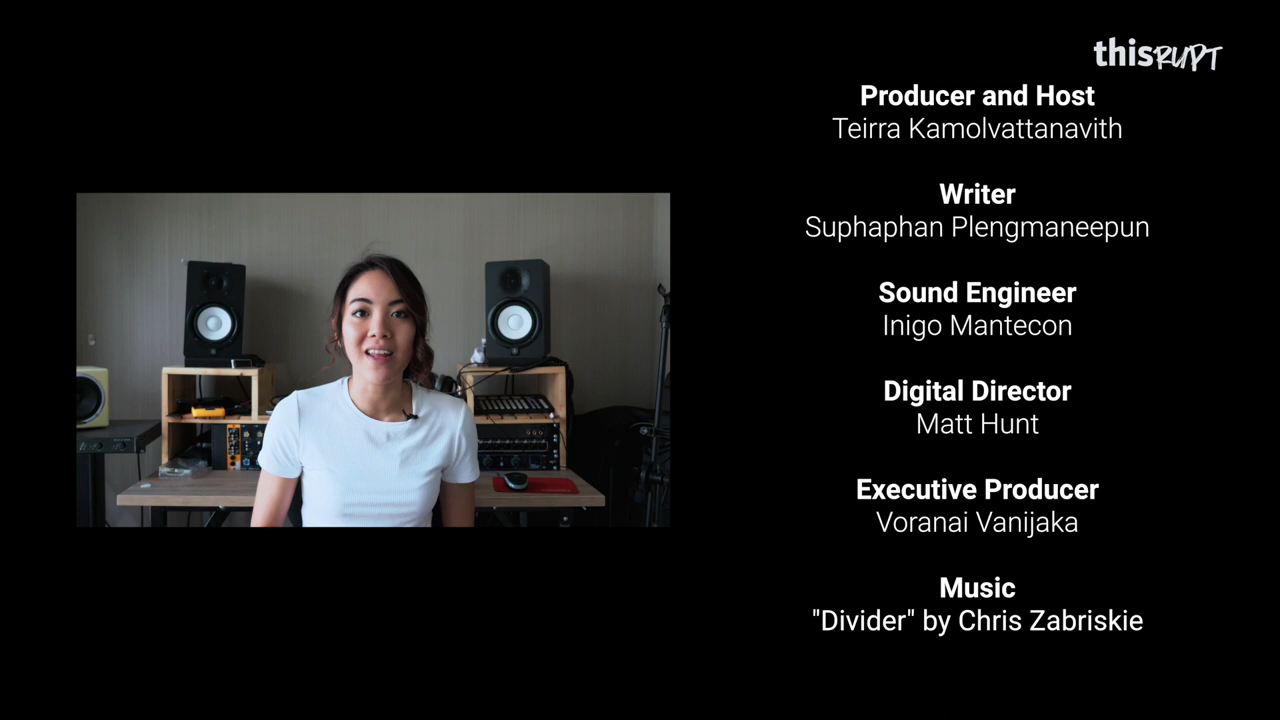 thisRUPT
Producer and Host
Teirra Kamolvattanavith
Writer
Suphaphan Plengmaneepun
Sound Engineer
Inigo Mantecon
Digital Director
Matt Hunt
Executive Producer
Voranai Vanijaka
Music
"Divider" by Chris Zabriskie